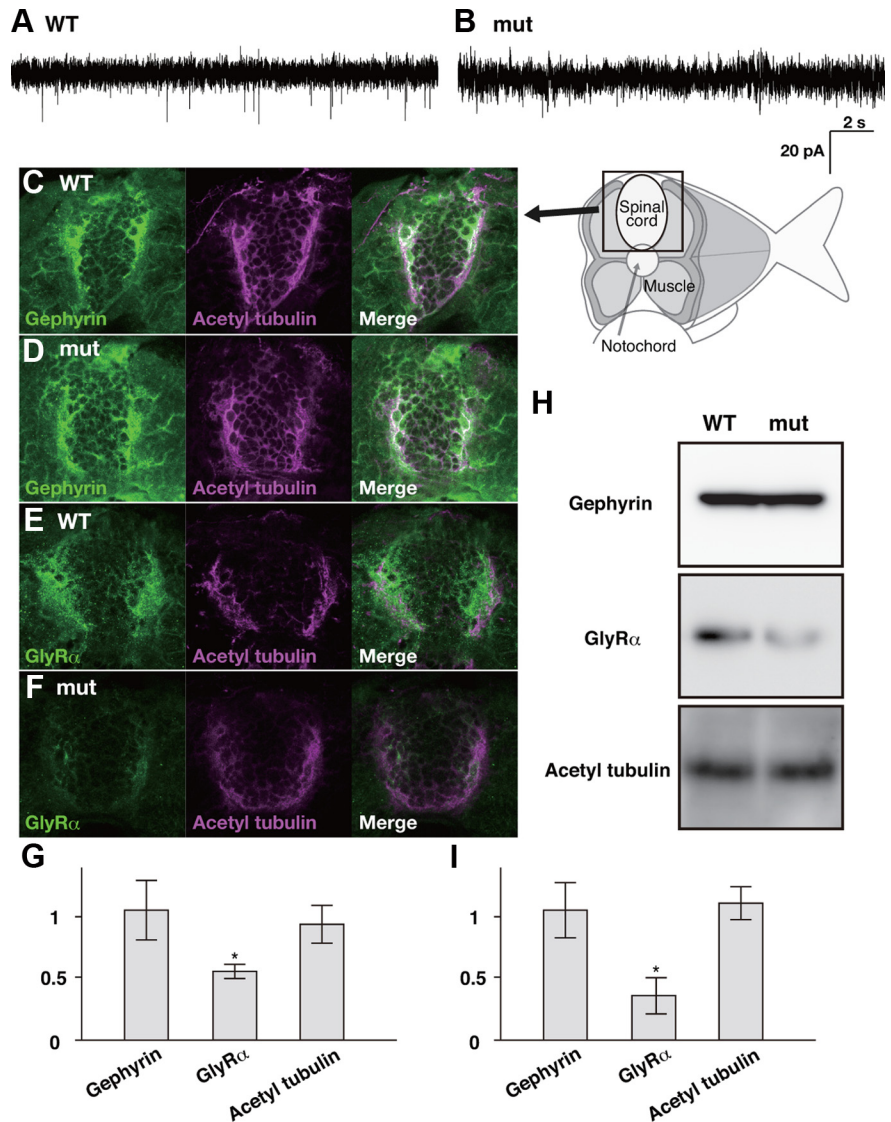 A WT
B mut
2 s
20 pA
C WT
Gephyrin
Acetyl tubulin
Merge
Spinal
cord
Muscle
Notochord
D mut
Gephyrin
Acetyl tubulin
Merge
E WT
GlyRα
Acetyl tubulin
Merge
F mut
GlyRα
Acetyl tubulin
Merge
H
WT mut
Gephyrin
GlyRα
Acetyl tubulin
G
1
0.5
0
*
Gephyrin
GlyRα
Acetyl tubulin
I
1
0.5
0
*
Gephyrin
GlyRα
Acetyl tubulin